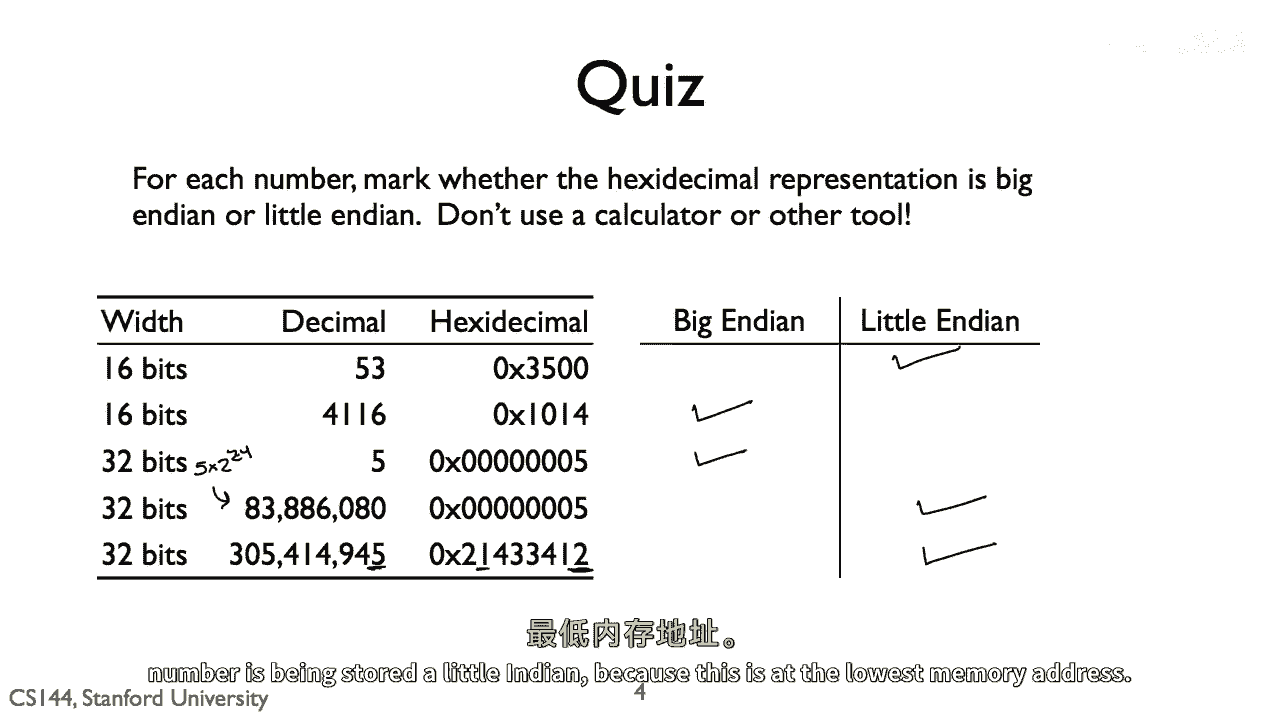 Quiz
For each number, mark whether the hexidecimal representation is big
endian or little endian. Don't use a calculator or other tool!
Width Decimal Hexidecimal Big Endian Little Endian
16 bits 53 0x3500
16 bits 4116 0x1014
32 bits 5x2^24 5 0x00000005
32 bits 83,886,080 0x00000005
32 bits 305,414,945 0x21433412
最低内存地址。
number is being stored a little Indian, because this is at the lowest memory address.
CS144, Stanford University 4